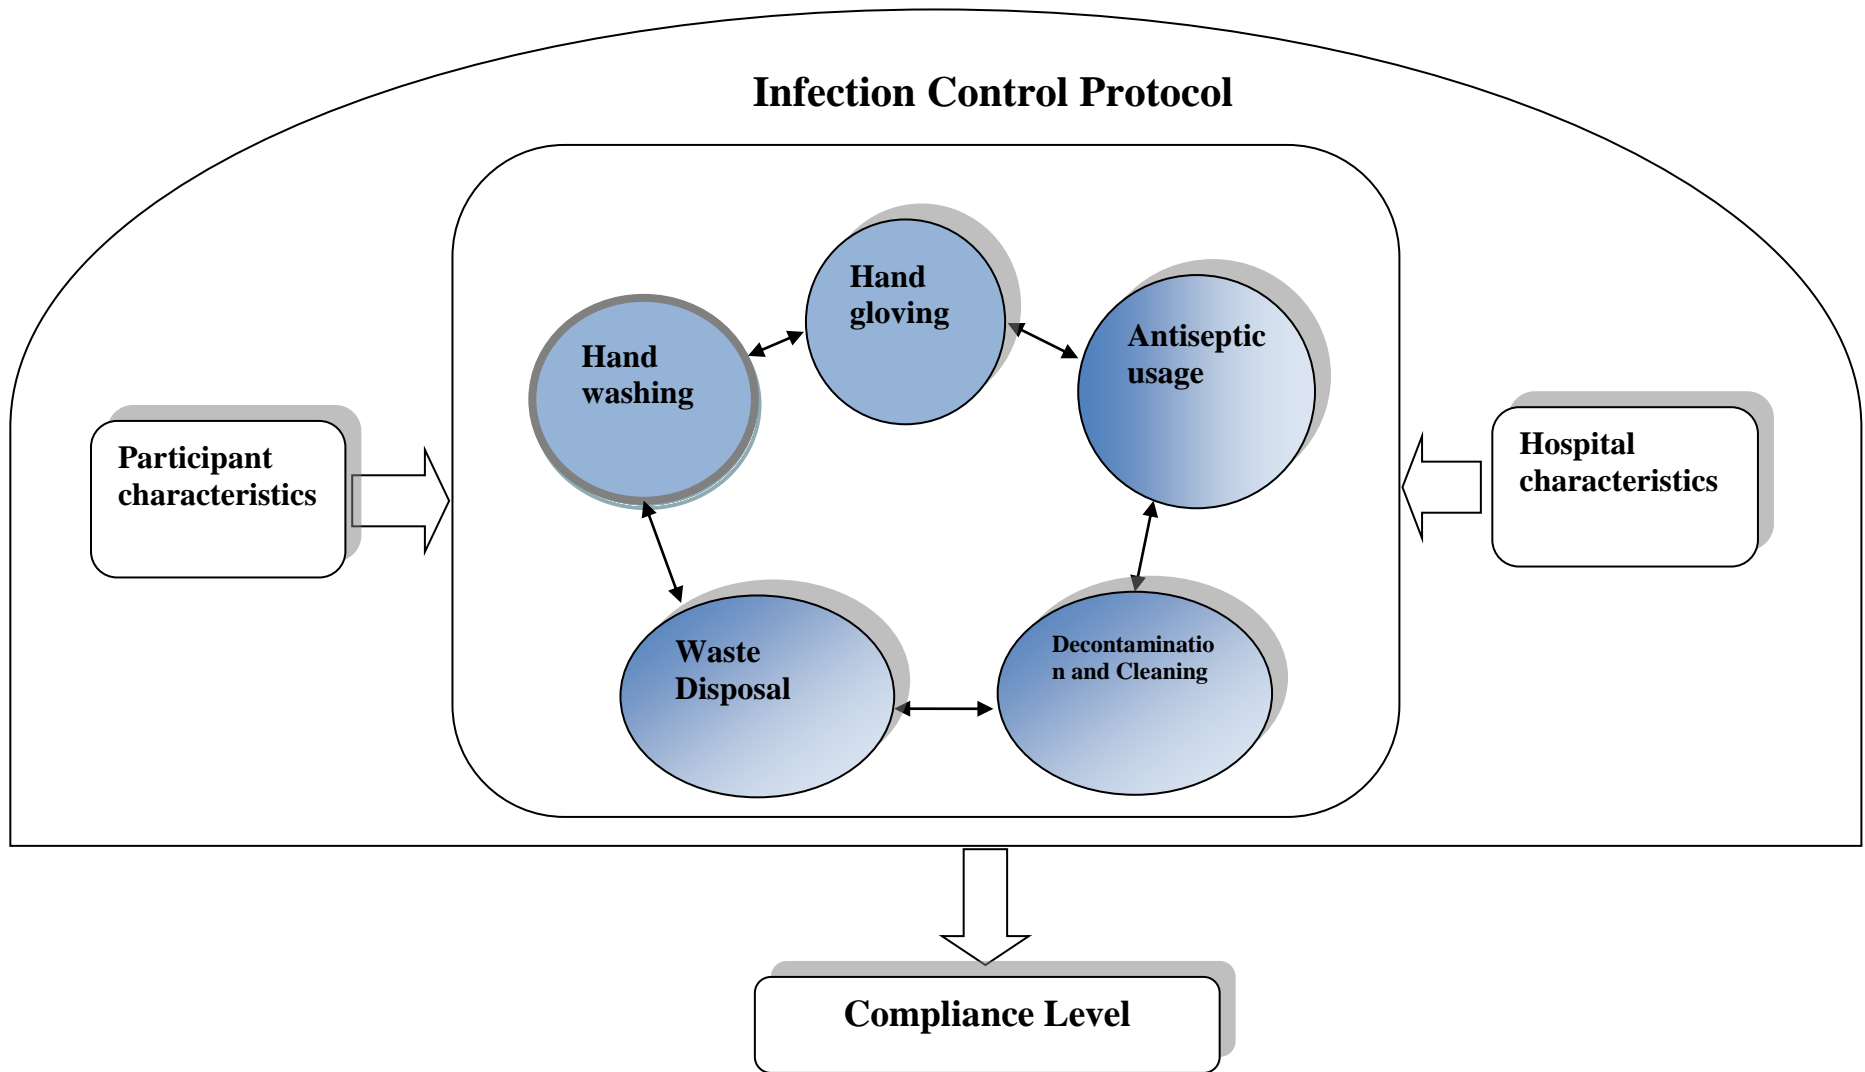 Infection Control Protocol
Hand
gloving
Antiseptic
usage
Hand
washing
Participant
characteristics
Hospital
characteristics
Waste
Disposal
Decontaminatio
n and Cleaning
Compliance Level